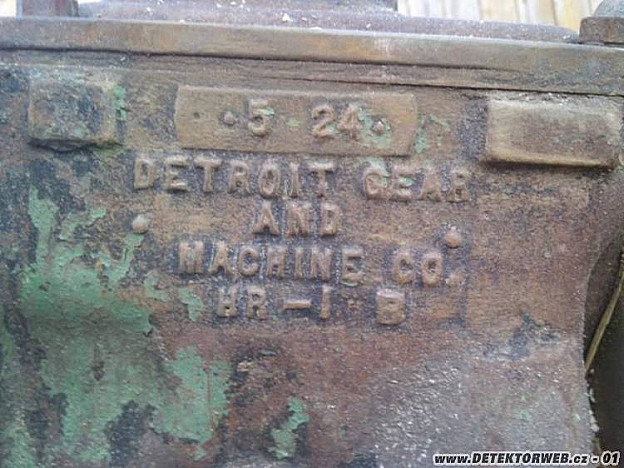 · 5 · 24 ·
DETROIT GEAR
AND
MACHINE CO.
HR-1 B
www.DETEKTORWEB.cz - 01